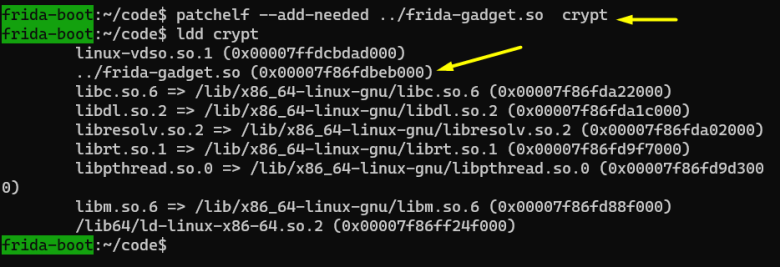 frida-boot:~/code$ patchelf --add-needed ../frida-gadget.so  crypt
frida-boot:~/code$ ldd crypt
linux-vdso.so.1 (0x00007ffdcbdad000)
../frida-gadget.so (0x00007f86fdbeb000)
libc.so.6 => /lib/x86_64-linux-gnu/libc.so.6 (0x00007f86fda22000)
libdl.so.2 => /lib/x86_64-linux-gnu/libdl.so.2 (0x00007f86fda1c000)
libresolv.so.2 => /lib/x86_64-linux-gnu/libresolv.so.2 (0x00007f86fda02000)
librt.so.1 => /lib/x86_64-linux-gnu/librt.so.1 (0x00007f86fd9f7000)
libpthread.so.0 => /lib/x86_64-linux-gnu/libpthread.so.0 (0x00007f86fd9d300
0)
libm.so.6 => /lib/x86_64-linux-gnu/libm.so.6 (0x00007f86fd88f000)
/lib64/ld-linux-x86-64.so.2 (0x00007f86ff24f000)
frida-boot:~/code$